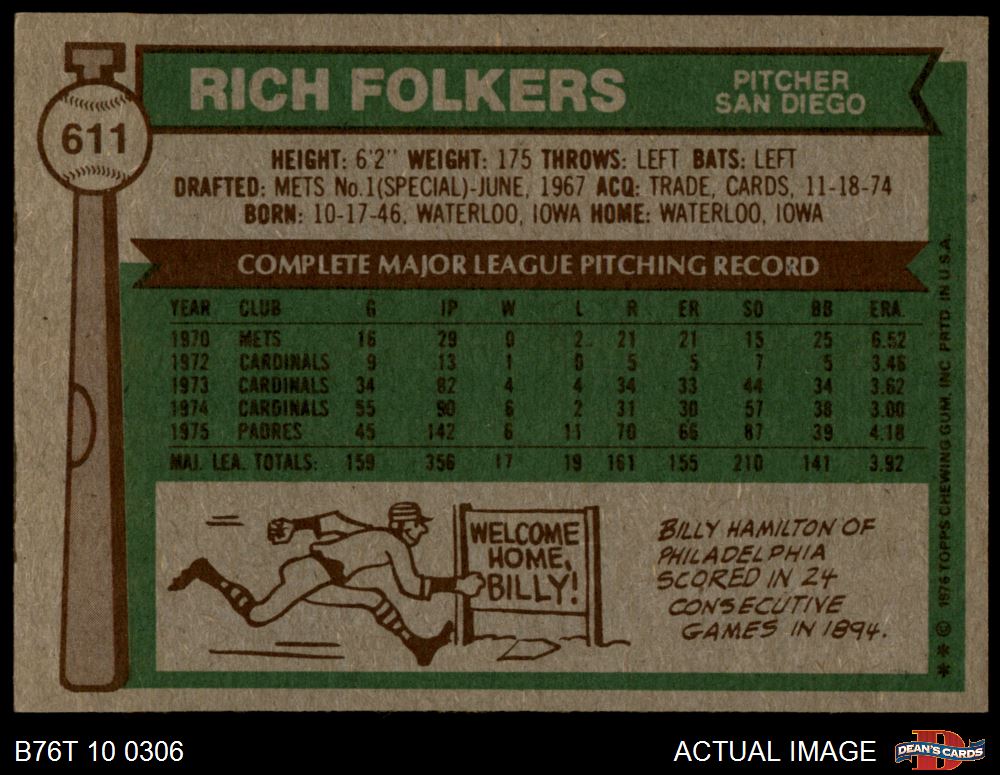 611
RICH FOLKERS
PITCHER
SAN DIEGO
HEIGHT: 6'2" WEIGHT: 175 THROWS: LEFT BATS: LEFT
DRAFTED: METS No.1(SPECIAL)-JUNE, 1967 ACQ: TRADE, CARDS, 11-18-74
BORN: 10-17-46, WATERLOO, IOWA HOME: WATERLOO, IOWA
COMPLETE MAJOR LEAGUE PITCHING RECORD
YEAR CLUB G IP W L R ER SO BB ERA.
1970 METS 16 29 0 2 21 21 15 25 6.52
1972 CARDINALS 9 13 1 0 5 5 7 5 3.46
1973 CARDINALS 34 82 4 4 34 33 44 34 3.62
1974 CARDINALS 55 90 6 2 31 30 57 38 3.00
1975 PADRES 45 142 6 11 70 66 87 39 4.18
MAJ. LEA. TOTALS: 159 356 17 19 161 155 210 141 3.92
WELCOME
HOME,
BILLY!
BILLY HAMILTON OF
PHILADELPHIA
SCORED IN 24
CONSECUTIVE
GAMES IN 1894.
** © 1976 TOPPS CHEWING GUM, INC. PRTD. IN U.S.A.
B76T 10 0306
ACTUAL IMAGE
D
DEAN'S CARDS